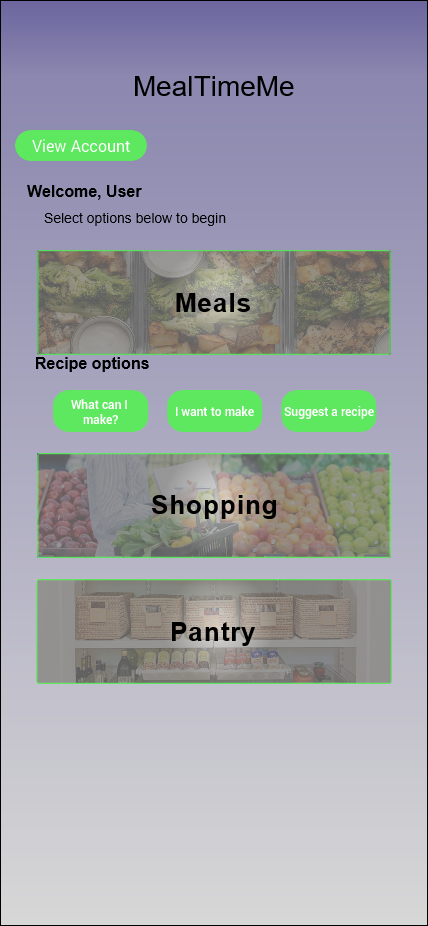 MealTimeMe
View Account
Welcome, User
Select options below to begin
Meals
Recipe options
What can I
make?
I want to make
Suggest a recipe
Shopping
Pantry